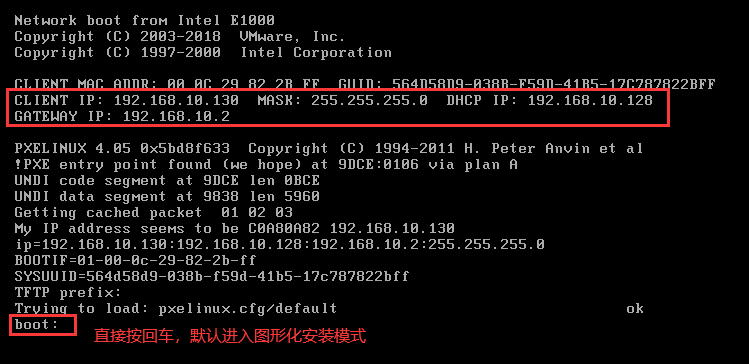 Network boot from Intel E1000
Copyright (C) 2003-2018  VMware, Inc.
Copyright (C) 1997-2000  Intel Corporation
CLIENT MAC ADDR: 00 0C 29 82 2B FF  GUID: 564D58D9-038B-F59D-41B5-17C787822BFF
CLIENT IP: 192.168.10.130  MASK: 255.255.255.0  DHCP IP: 192.168.10.128
GATEWAY IP: 192.168.10.2
PXELINUX 4.05 0x5bd8f633  Copyright (C) 1994-2011 H. Peter Anvin et al
!PXE entry point found (we hope) at 9DCE:0106 via plan A
UNDI code segment at 9DCE len 0BCE
UNDI data segment at 9838 len 5960
Getting cached packet  01 02 03
My IP address seems to be C0A80A82 192.168.10.130
ip=192.168.10.130:192.168.10.128:192.168.10.2:255.255.255.0
BOOTIF=01-00-0c-29-82-2b-ff
SYSUUID=564d58d9-038b-f59d-41b5-17c787822bff
TFTP prefix:
Trying to load: pxelinux.cfg/default                                    ok
boot:
直接按回车，默认进入图形化安装模式